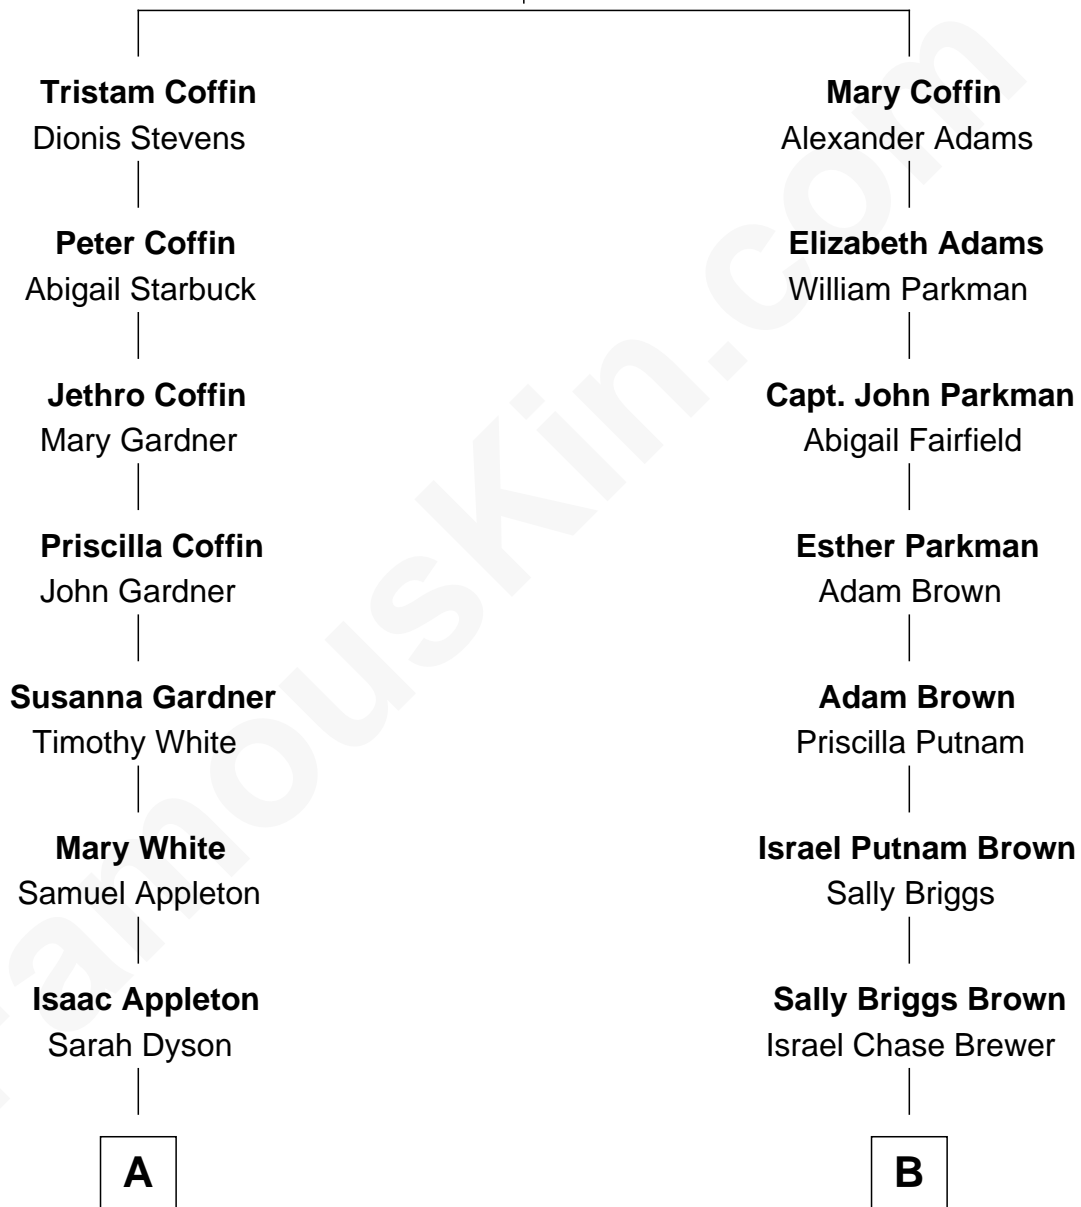 Tristam Coffin
Dionis Stevens
Peter Coffin
Abigail Starbuck
Jethro Coffin
Mary Gardner
Priscilla Coffin
John Gardner
Susanna Gardner
Timothy White
Mary White
Samuel Appleton
Isaac Appleton
Sarah Dyson
A
Mary Coffin
Alexander Adams
Elizabeth Adams
William Parkman
Capt. John Parkman
Abigail Fairfield
Esther Parkman
Adam Brown
Adam Brown
Priscilla Putnam
Israel Putnam Brown
Sally Briggs
Sally Briggs Brown
Israel Chase Brewer
B
FamousKin.com